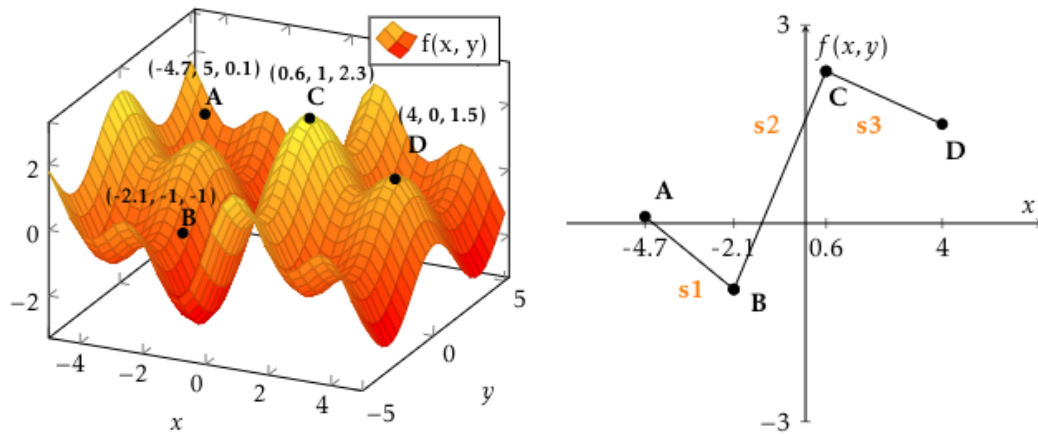 f(x, y)
(-4.7, 5, 0.1)
(0.6, 1, 2.3)
A
C
(4, 0, 1.5)
D
(-2.1, -1, -1)
B
2
0
−2
−4
−2
0
2
4
x
−5
0
5
y
3
f(x, y)
C
s2
s3
D
A
x
-4.7
-2.1
0.6
4
s1
B
−3